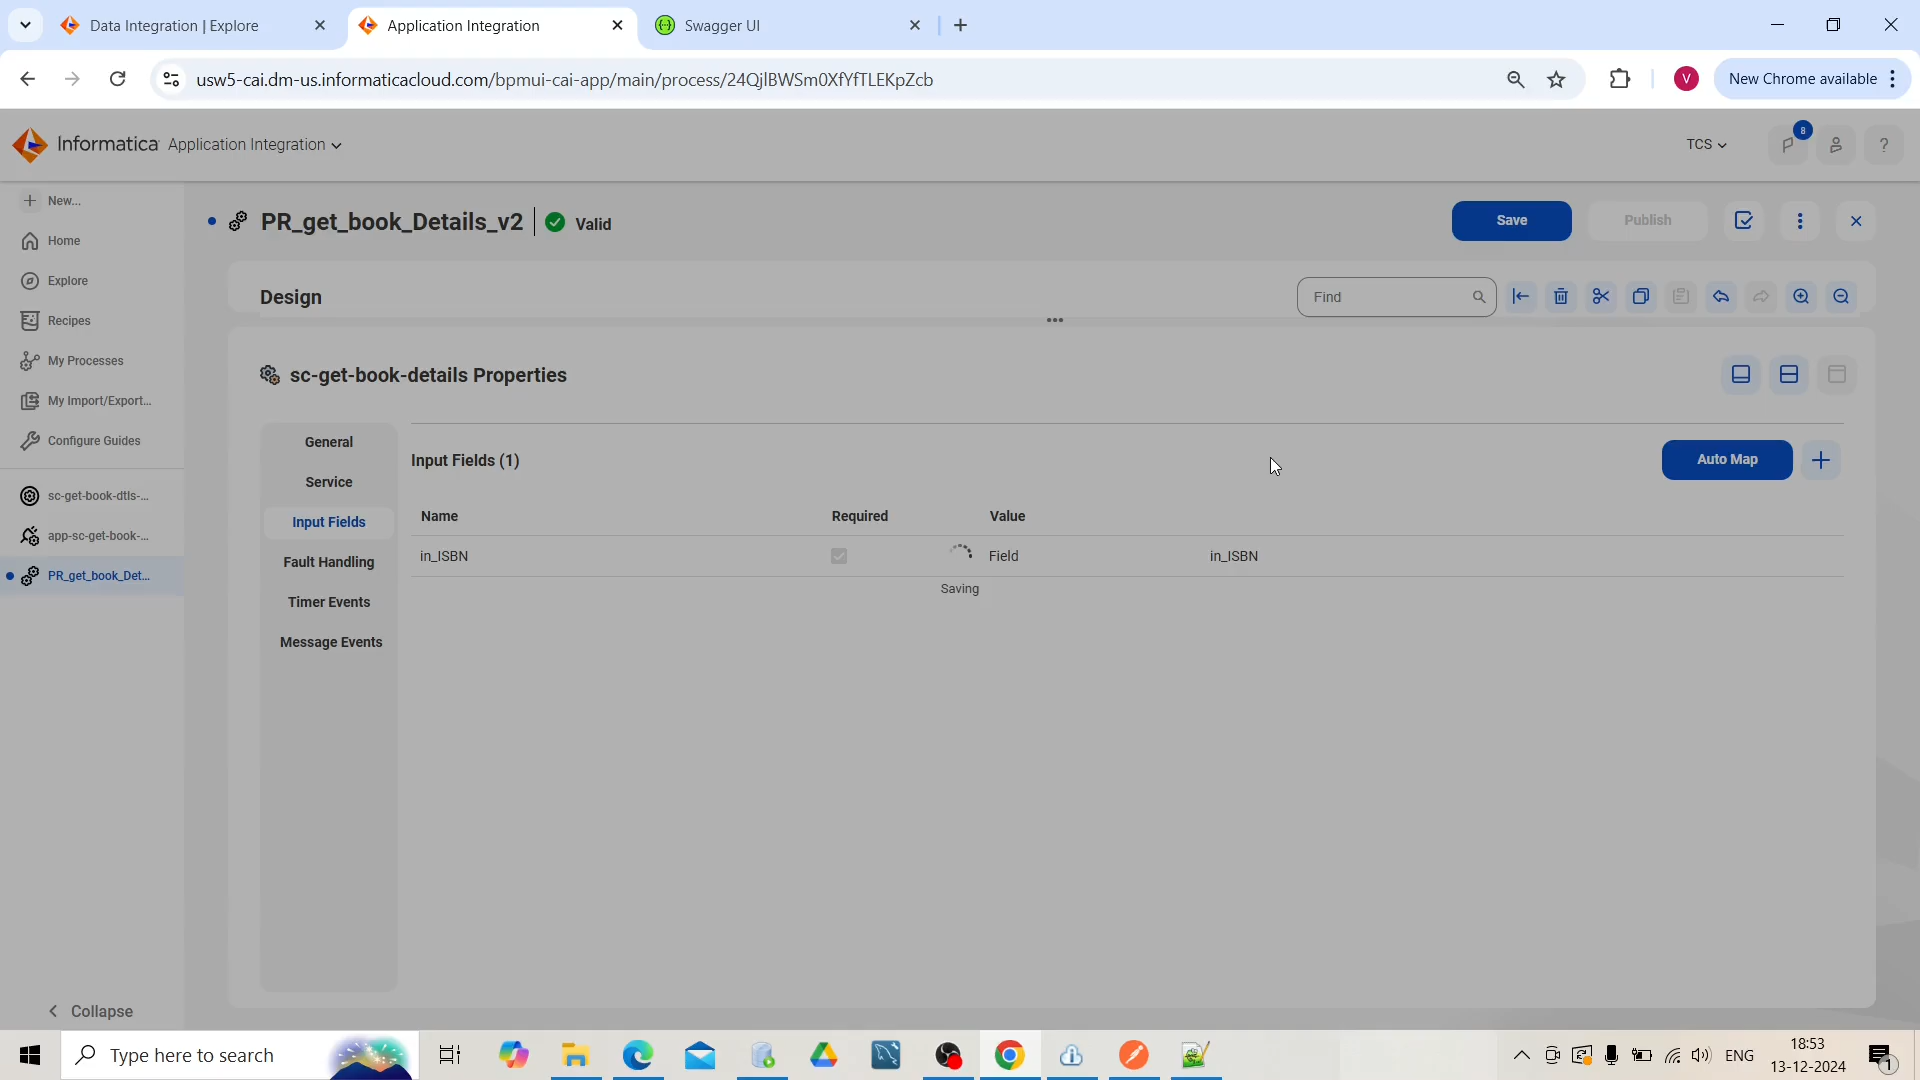 Data Integration | Explore
Application Integration
Swagger UI
usw5-cai.dm-us.informaticacloud.com/bpmui-cai-app/main/process/24QjlBWSm0XfYfTLEKpZcb
V
New Chrome available
Informatica Application Integration
TCS
8
?
New...
Home
Explore
Recipes
My Processes
My Import/Export...
Configure Guides
sc-get-book-dtls-...
app-sc-get-book-...
PR_get_book_Det...
Collapse
PR_get_book_Details_v2
Valid
Save
Publish
Design
Find
sc-get-book-details Properties
General
Service
Input Fields
Fault Handling
Timer Events
Message Events
Input Fields (1)
Auto Map
Name
Required
Value
in_ISBN
Field
in_ISBN
Saving
Type here to search
ENG
18:53
13-12-2024
1